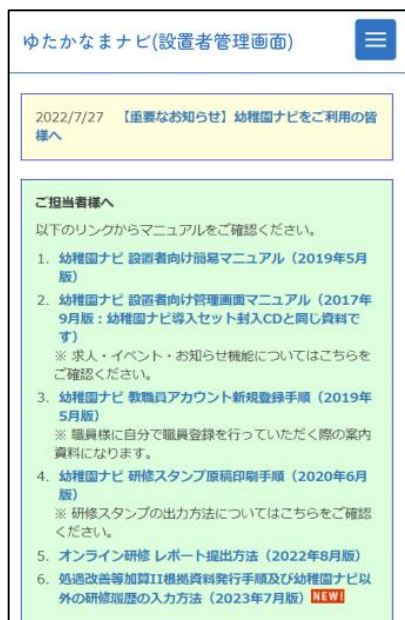 ゆたかなまナビ(設置者管理画面)
2022/7/27 【重要なお知らせ】幼稚園ナビをご利用の皆
様へ
ご担当者様へ
以下のリンクからマニュアルをご確認ください。
1. 幼稚園ナビ 設置者向け簡易マニュアル（2019年5月
版）
2. 幼稚園ナビ 設置者向け管理画面マニュアル（2017年
9月版：幼稚園ナビ導入セット封入CDと同じ資料で
す）
※ 求人・イベント・お知らせ機能についてはこちらを
ご確認ください。
3. 幼稚園ナビ 教職員アカウント新規登録手順（2019年
5月版）
※ 職員様に自分で職員登録を行っていただく際の案内
資料になります。
4. 幼稚園ナビ 研修スタンプ原稿印刷手順（2020年6月
版）
※ 研修スタンプの出力方法についてはこちらをご確認
ください。
5. オンライン研修 レポート提出方法（2022年8月版）
6. 処遇改善等加算II根拠資料発行手順及び幼稚園ナビ以
外の研修履歴の入力方法（2023年7月版）NEW!